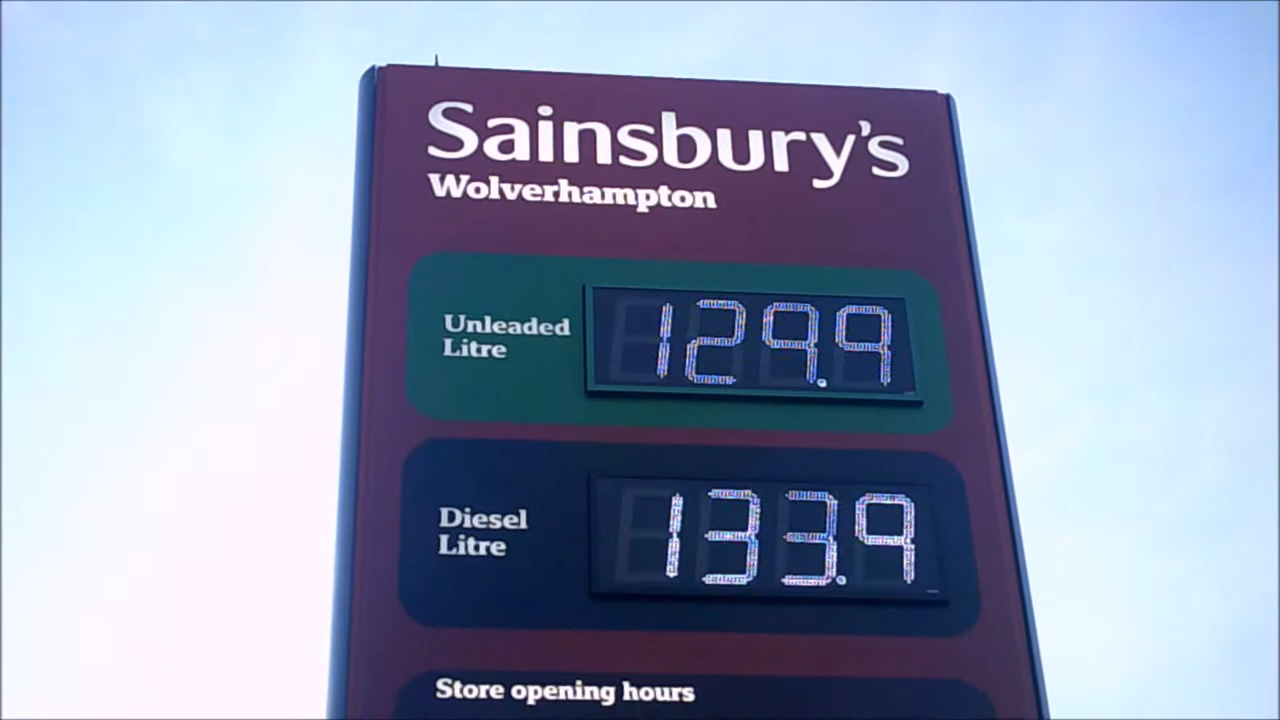 Sainsbury's
Wolverhampton
Unleaded
Litre
129.9
Diesel
Litre
133.9
Store opening hours